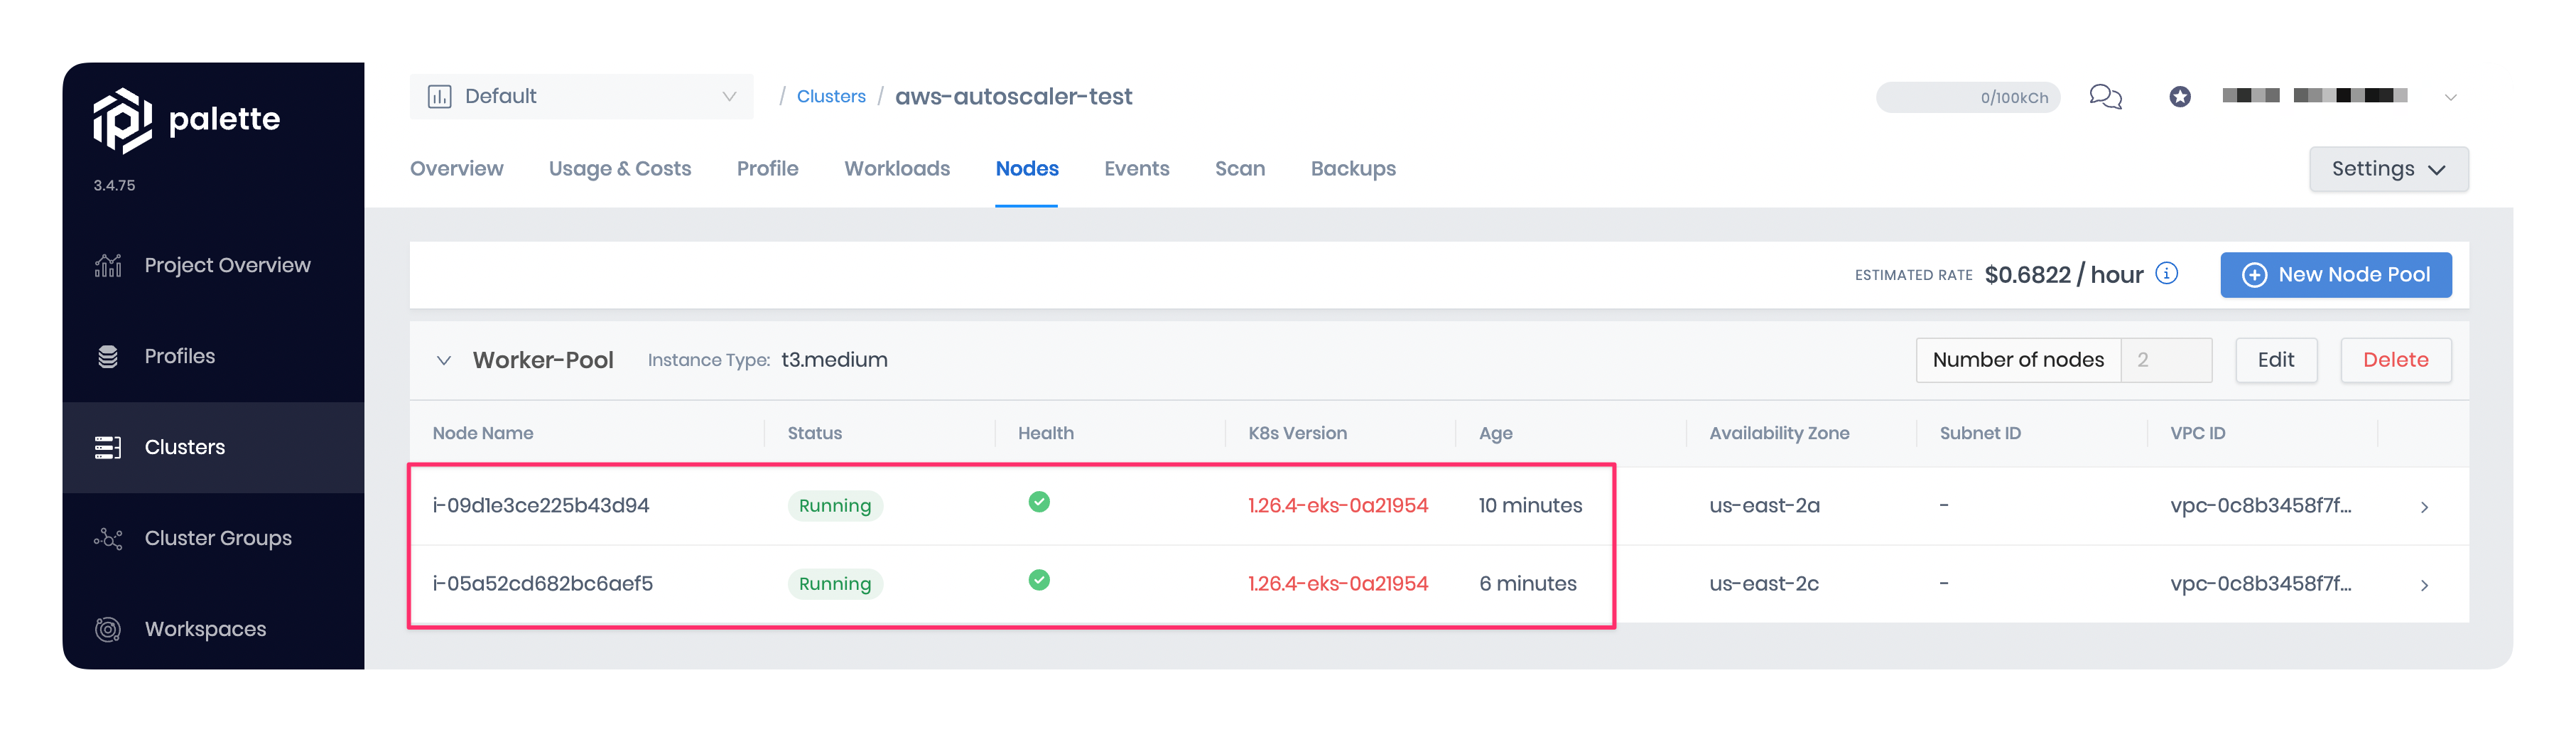 palette
3.4.75
Project Overview
Profiles
Clusters
Cluster Groups
Workspaces
Default
/ Clusters / aws-autoscaler-test
0/100kCh
Overview Usage & Costs Profile Workloads Nodes Events Scan Backups
Settings
ESTIMATED RATE $0.6822 / hour
New Node Pool
Worker-Pool Instance Type: t3.medium
Number of nodes 2 Edit Delete
Node Name Status Health K8s Version Age Availability Zone Subnet ID VPC ID
i-09d1e3ce225b43d94 Running 1.26.4-eks-0a21954 10 minutes us-east-2a - vpc-0c8b3458f7f...
i-05a52cd682bc6aef5 Running 1.26.4-eks-0a21954 6 minutes us-east-2c - vpc-0c8b3458f7f...